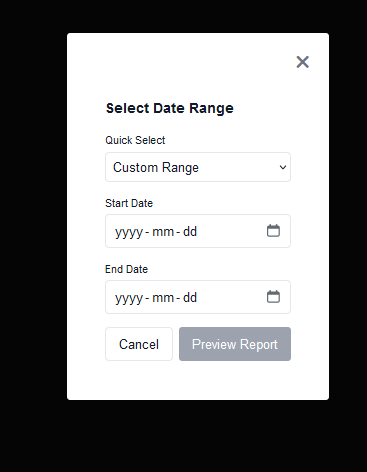 Select Date Range
Quick Select
Custom Range
Start Date
yyyy-mm-dd
End Date
yyyy-mm-dd
Cancel Preview Report